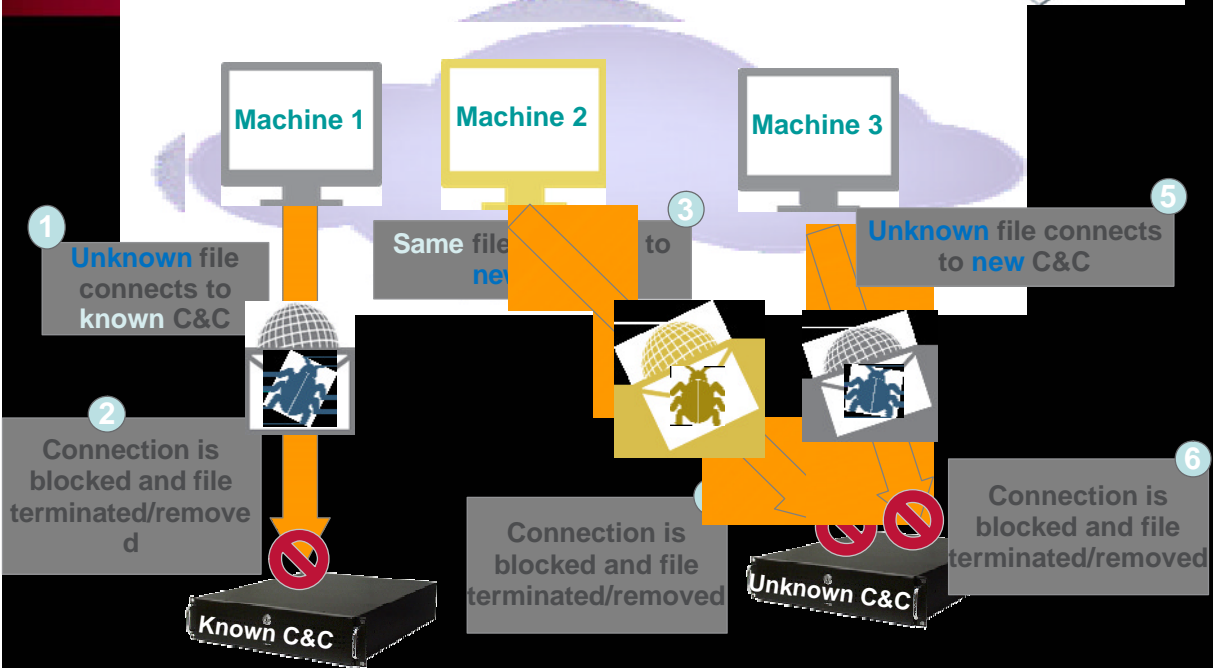 Machine 1
Machine 2
Machine 3
1
Unknown file
connects to
known C&C
2
Connection is
blocked and file
terminated/remove
d
3
Same file to
Connection is
blocked and file
terminated/removed
5
Unknown file connects
to new C&C
6
Connection is
blocked and file
terminated/removed
Known C&C
Unknown C&C